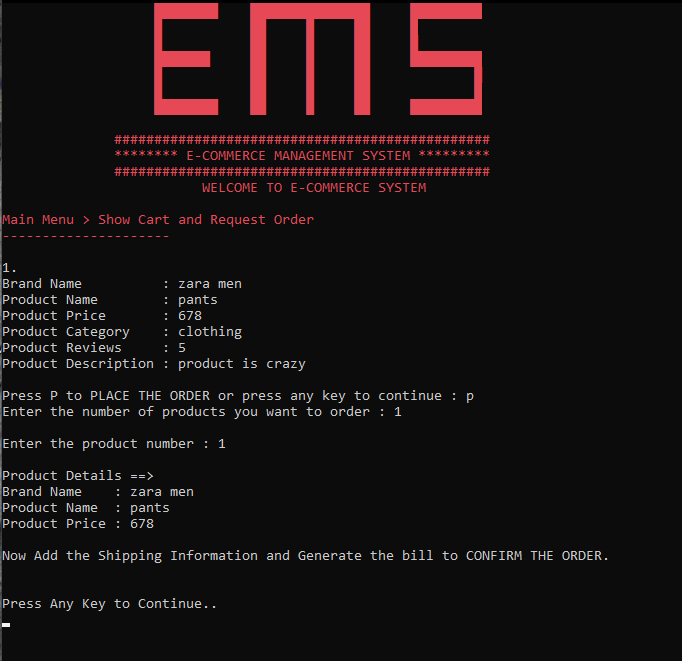 EMS
###############################################
******** E-COMMERCE MANAGEMENT SYSTEM *********
###############################################
WELCOME TO E-COMMERCE SYSTEM
Main Menu > Show Cart and Request Order
---------------------
1.
Brand Name          : zara men
Product Name        : pants
Product Price       : 678
Product Category    : clothing
Product Reviews     : 5
Product Description : product is crazy
Press P to PLACE THE ORDER or press any key to continue : p
Enter the number of products you want to order : 1
Enter the product number : 1
Product Details ==>
Brand Name    : zara men
Product Name  : pants
Product Price : 678
Now Add the Shipping Information and Generate the bill to CONFIRM THE ORDER.
Press Any Key to Continue..